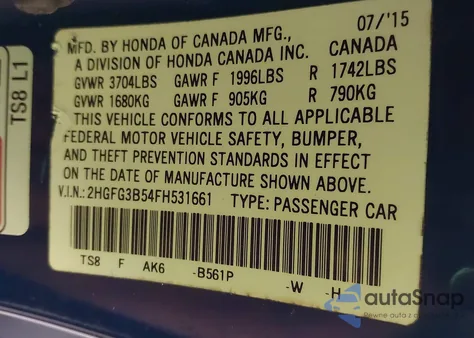 07/'15
MFD. BY HONDA OF CANADA MFG.,
A DIVISION OF HONDA CANADA INC. CANADA
GVWR 3704LBS GAWR F 1996LBS R 1742LBS
GVWR 1680KG GAWR F 905KG R 790KG
THIS VEHICLE CONFORMS TO ALL APPLICABLE
FEDERAL MOTOR VEHICLE SAFETY, BUMPER,
AND THEFT PREVENTION STANDARDS IN EFFECT
ON THE DATE OF MANUFACTURE SHOWN ABOVE.
V.I.N.:2HGFG3B54FH531661 TYPE: PASSENGER CAR
TS8 F AK6 -B561P -W -H
TS8 L1
autoSnap
Pewne auto z